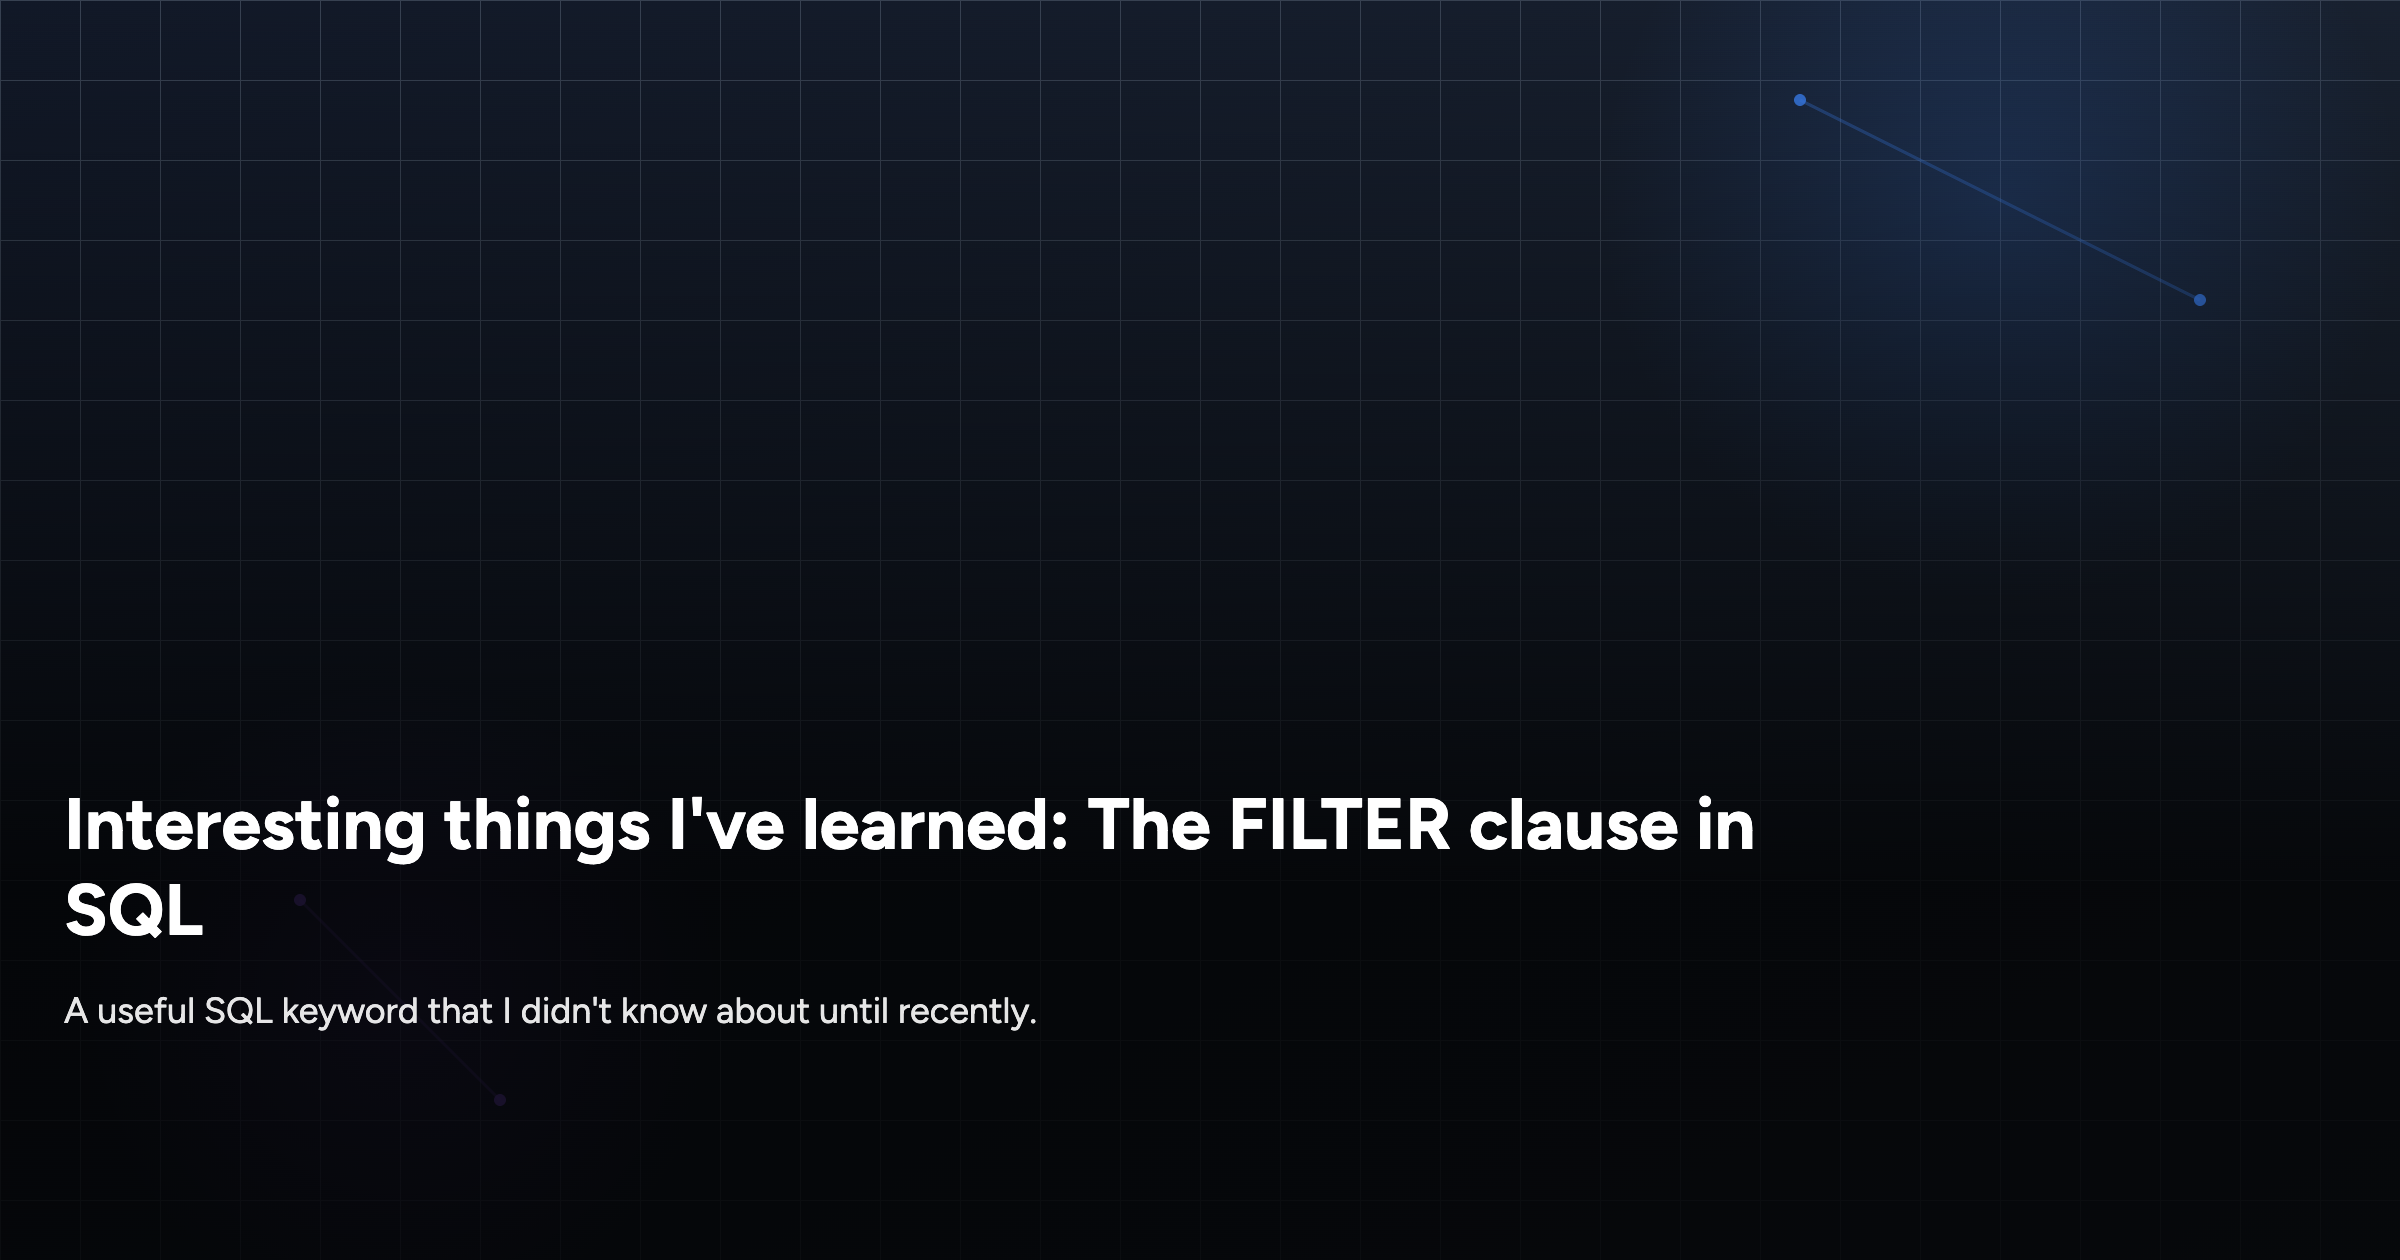 Interesting things I've learned: The FILTER clause in
SQL
A useful SQL keyword that I didn't know about until recently.